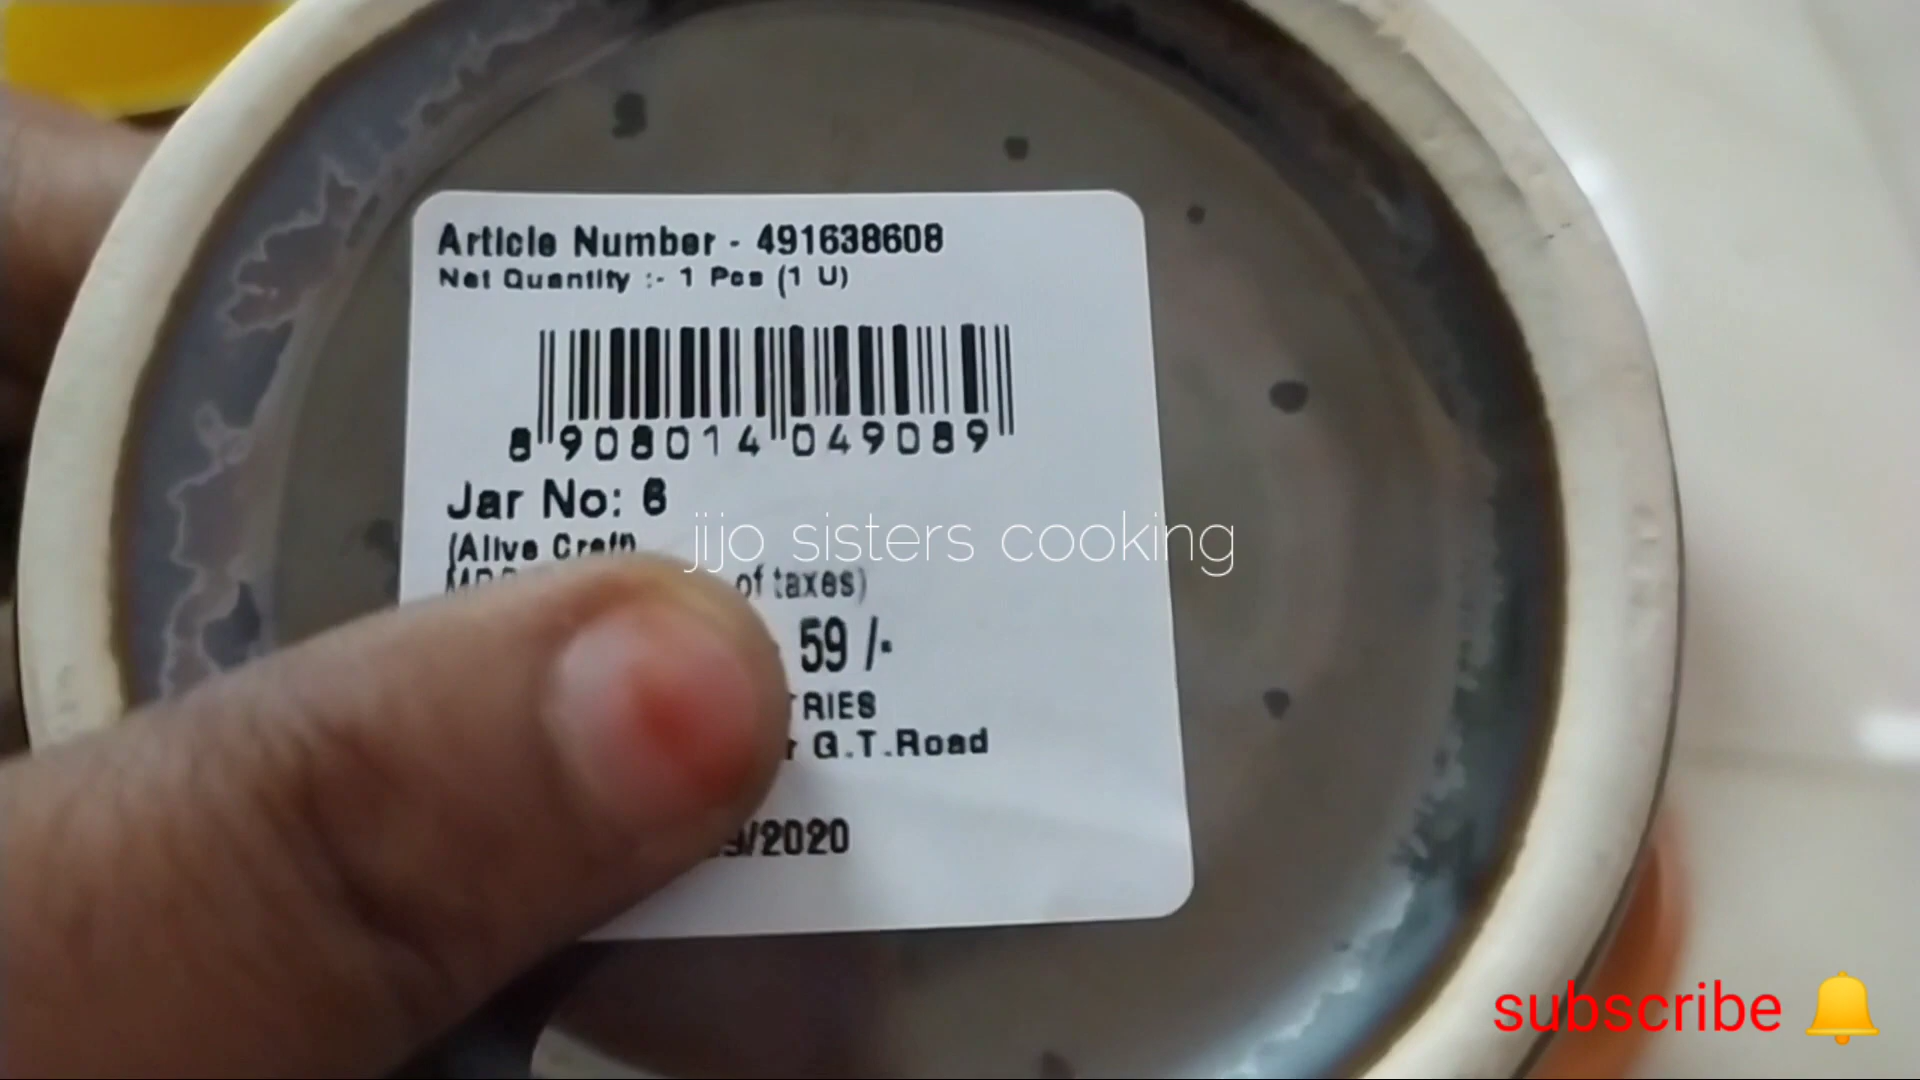 Article Number - 491638608
Net Quantity :- 1 Pcs (1 U)
8 908014 049089
Jar No: 6
(Alive Craft)
of taxes)
59 /-
G.T.Road
/2020
jijo sisters cooking
subscribe 🔔